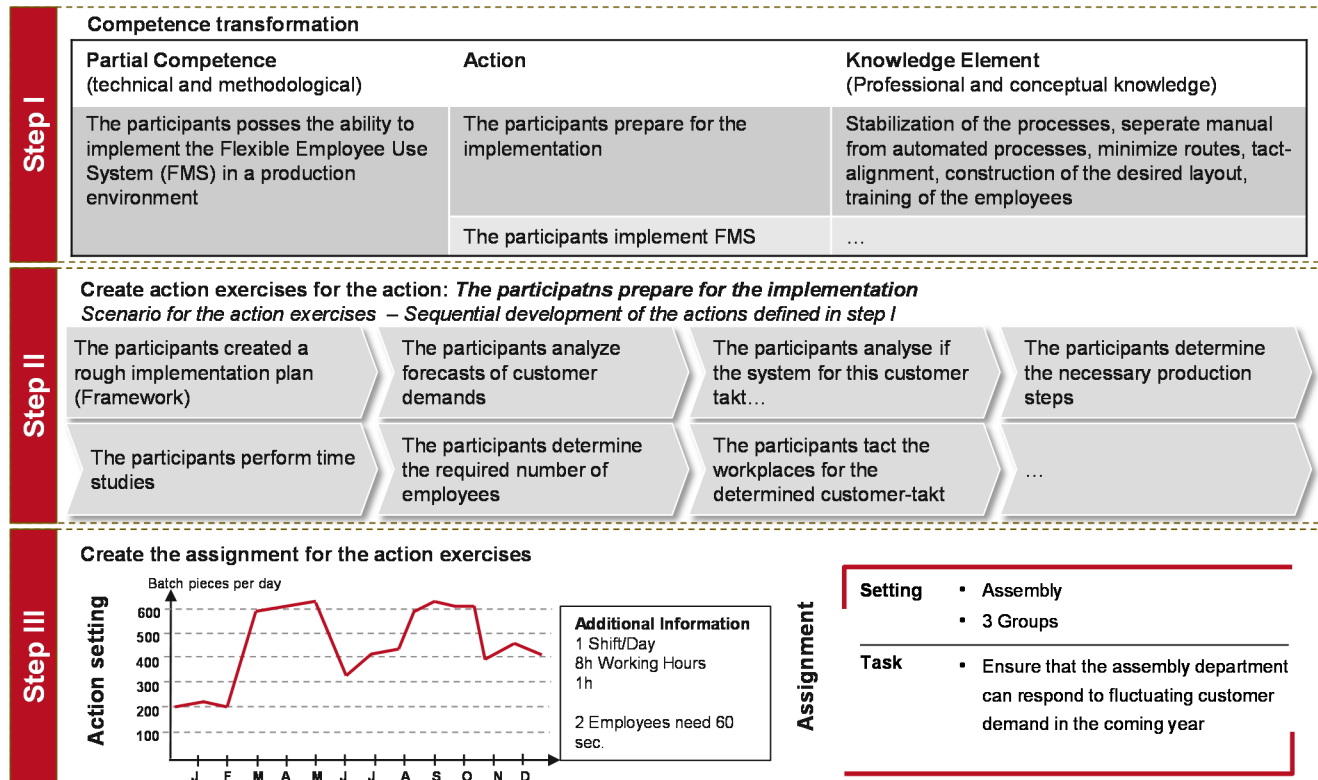 Step I
Competence transformation
Partial Competence
(technical and methodological)
Action
Knowledge Element
(Professional and conceptual knowledge)
The participants posses the ability to
implement the Flexible Employee Use
System (FMS) in a production
environment
The participants prepare for the
implementation
Stabilization of the processes, seperate manual
from automated processes, minimize routes, tact-
alignment, construction of the desired layout,
training of the employees
The participants implement FMS
…
Step II
Create action exercises for the action: The participatns prepare for the implementation
Scenario for the action exercises – Sequential development of the actions defined in step I
The participants created a
rough implementation plan
(Framework)
The participants analyze
forecasts of customer
demands
The participants analyse if
the system for this customer
takt…
The participants determine
the necessary production
steps
The participants perform time
studies
The participants determine
the required number of
employees
The participants tact the
workplaces for the
determined customer-takt
…
Step III
Create the assignment for the action exercises
Action setting
Batch pieces per day
600
500
400
300
200
100
J F M A M J J A S O N D
Additional Information
1 Shift/Day
8h Working Hours
1h
2 Employees need 60
sec.
Assignment
Setting
▪ Assembly
▪ 3 Groups
Task
▪ Ensure that the assembly department
can respond to fluctuating customer
demand in the coming year